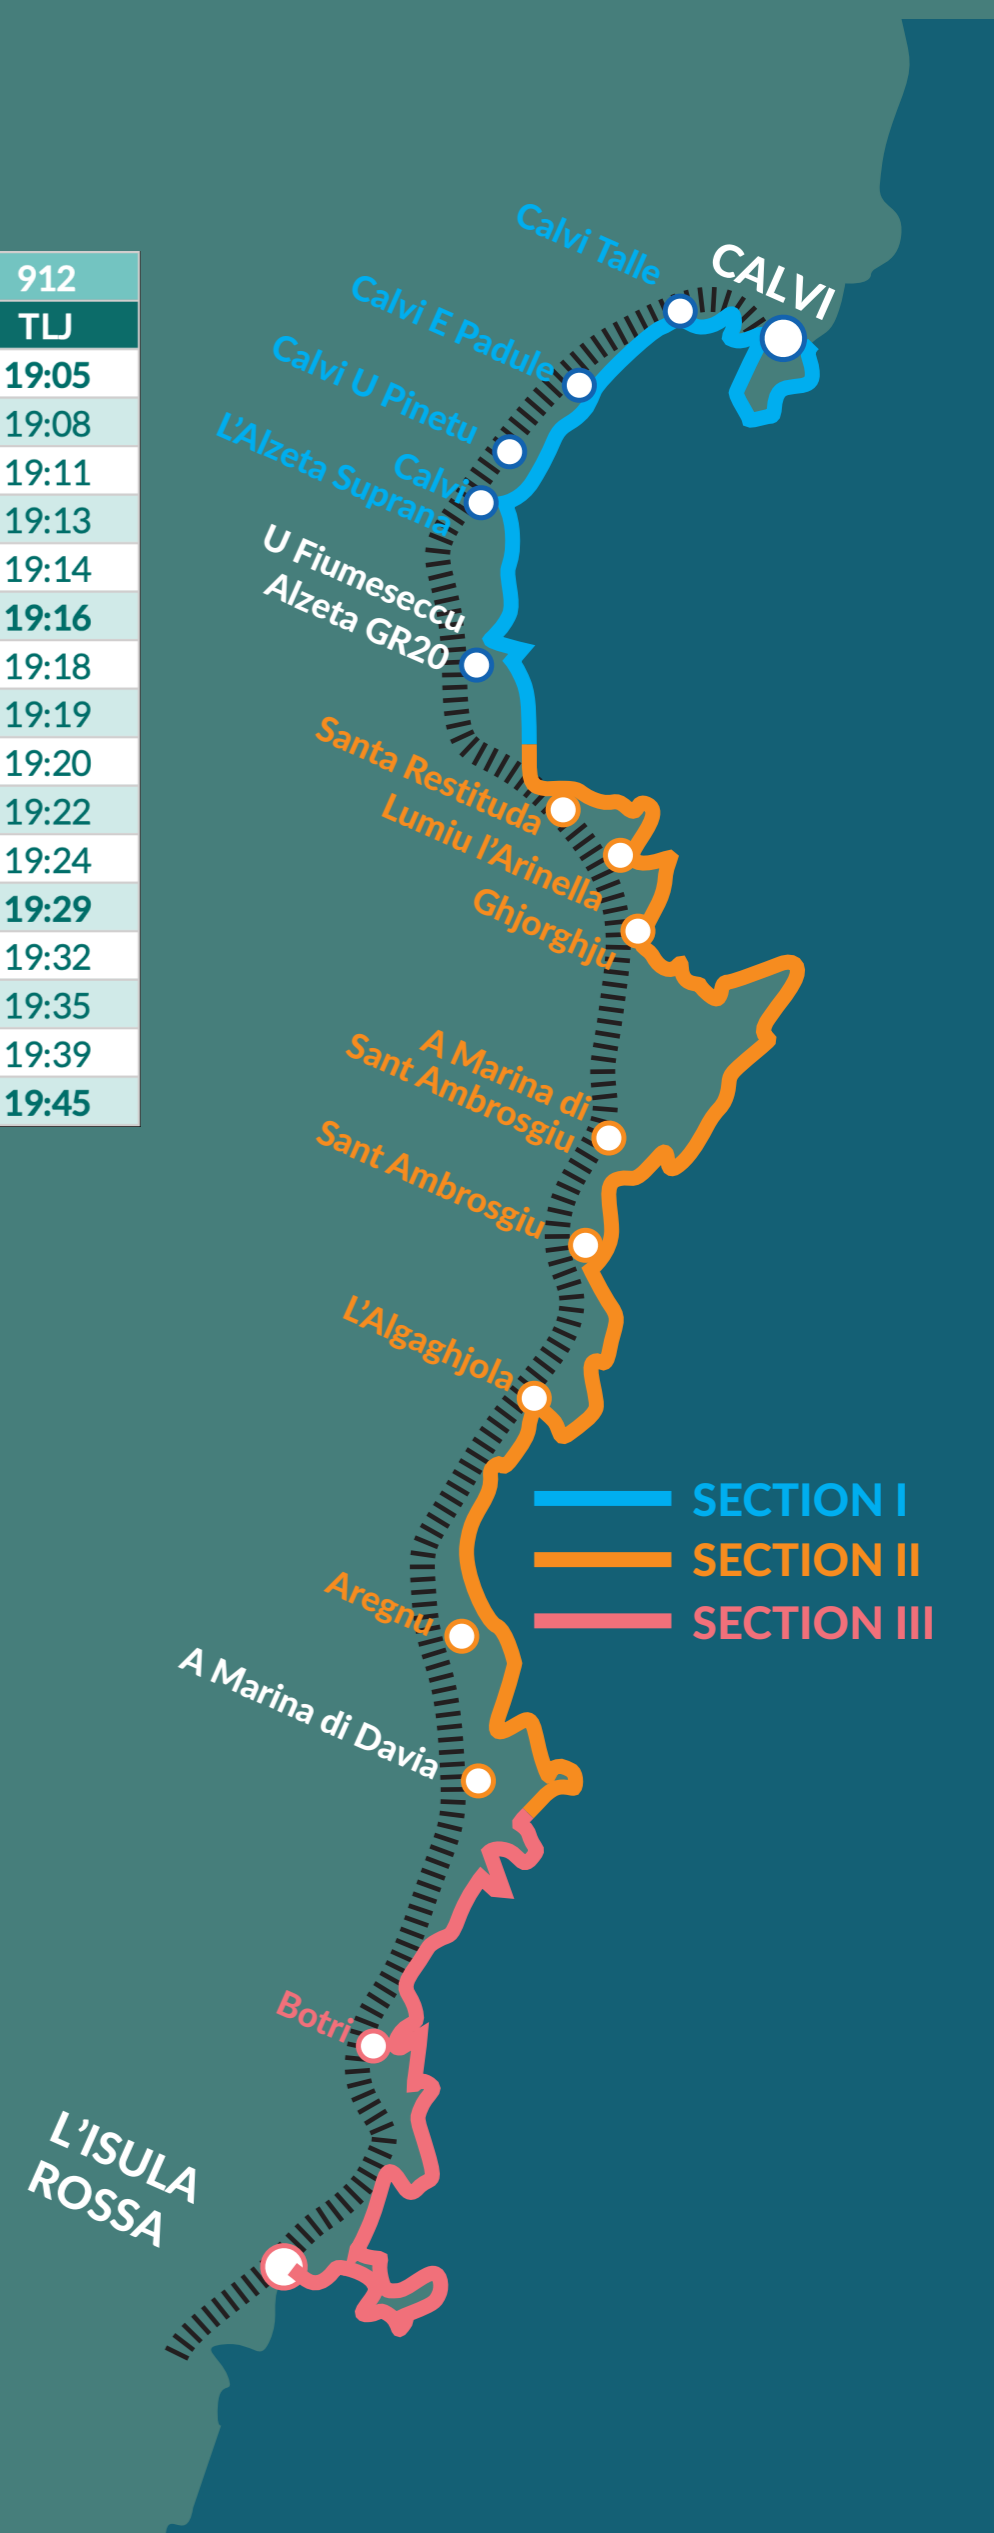 912
TLJ
19:05
19:08
19:11
19:13
19:14
19:16
19:18
19:19
19:20
19:22
19:24
19:29
19:32
19:35
19:39
19:45
CALVI
Calvi Talle
Calvi E Padule
Calvi U Pinetu
Calvi
L'Alzeta Suprana
U Fiumeseccu
Alzeta GR20
Santa Restituda
Lumiu l'Arinella
Ghjorghju
A Marina di
Sant Ambrosgiu
Sant Ambrosgiu
L'Algaghjola
SECTION I
SECTION II
SECTION III
Aregnu
A Marina di Davia
Botri
L'ISULA
ROSSA